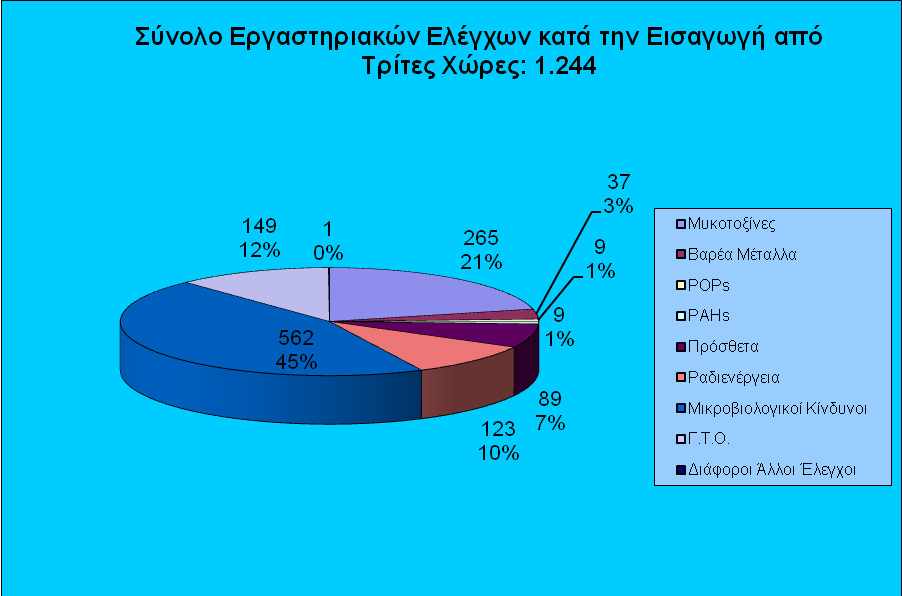 Σύνολο Εργαστηριακών Ελέγχων κατά την Εισαγωγή από
Τρίτες Χώρες: 1.244
37
3%
149
12%
1
0%
265
21%
9
1%
9
1%
562
45%
89
7%
123
10%
Μυκοτοξίνες
Βαρέα Μέταλλα
POPs
PAHs
Πρόσθετα
Ραδιενέργεια
Μικροβιολογικοί Κίνδυνοι
Γ.Τ.Ο.
Διάφοροι Άλλοι Έλεγχοι